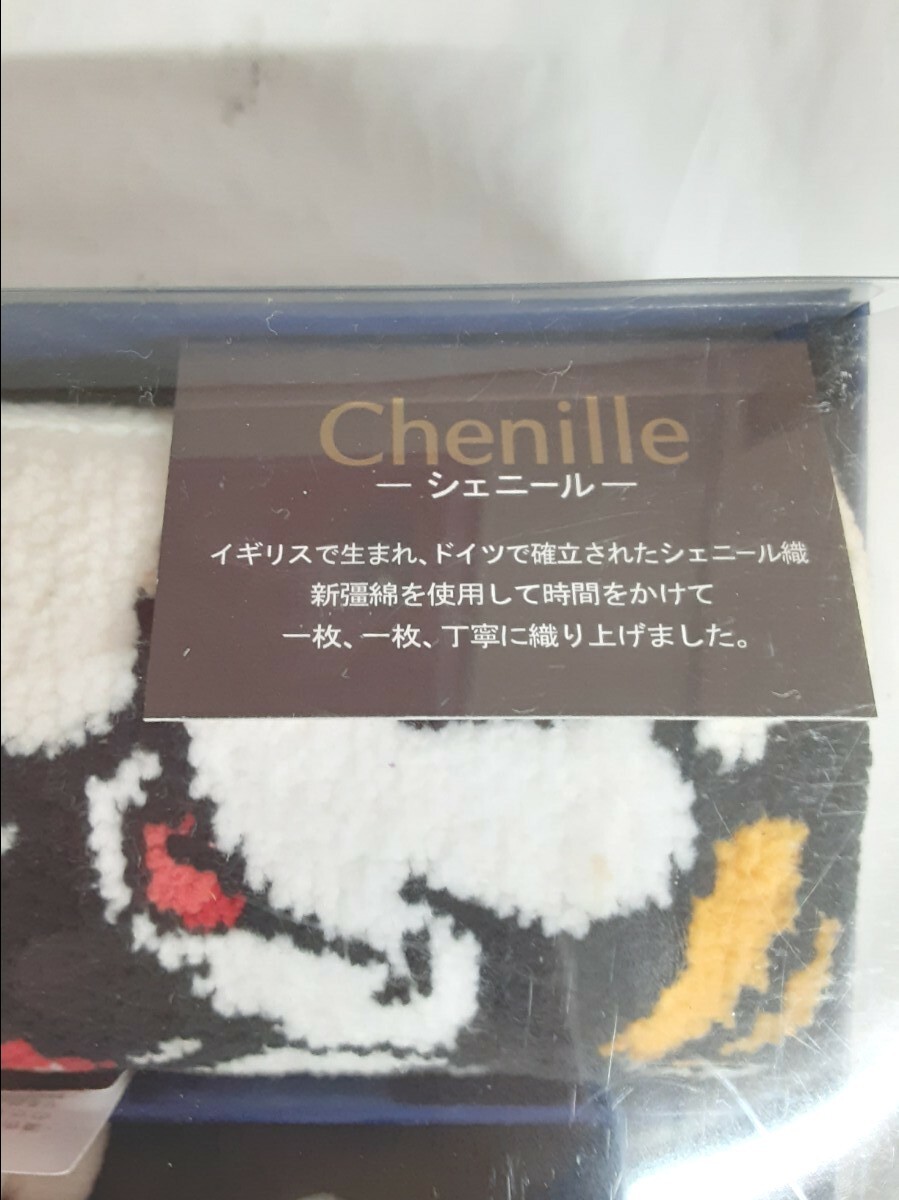 Chenille
― シェニール ―
イギリスで生まれ、ドイツで確立されたシェニール織
新彊綿を使用して時間をかけて
一枚、一枚、丁寧に織り上げました。